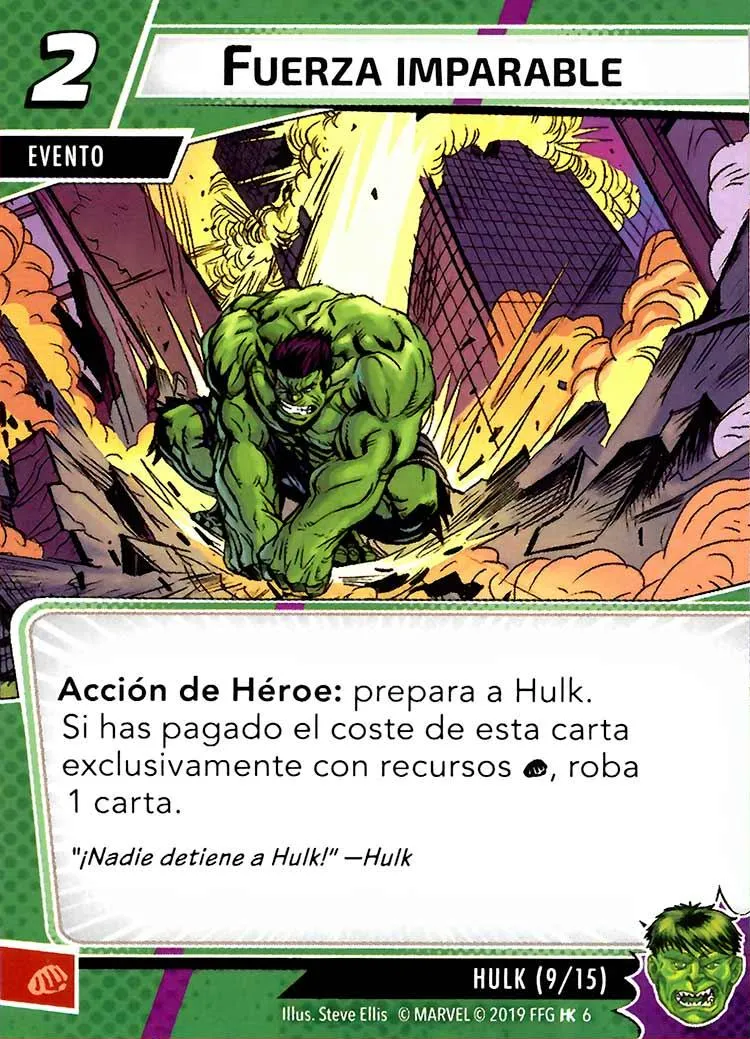 2
FUERZA IMPARABLE
EVENTO
Acción de Héroe: prepara a Hulk.
Si has pagado el coste de esta carta
exclusivamente con recursos , roba
1 carta.
"¡Nadie detiene a Hulk!" —Hulk
HULK (9/15)
Illus. Steve Ellis © MARVEL © 2019 FFG HK 6